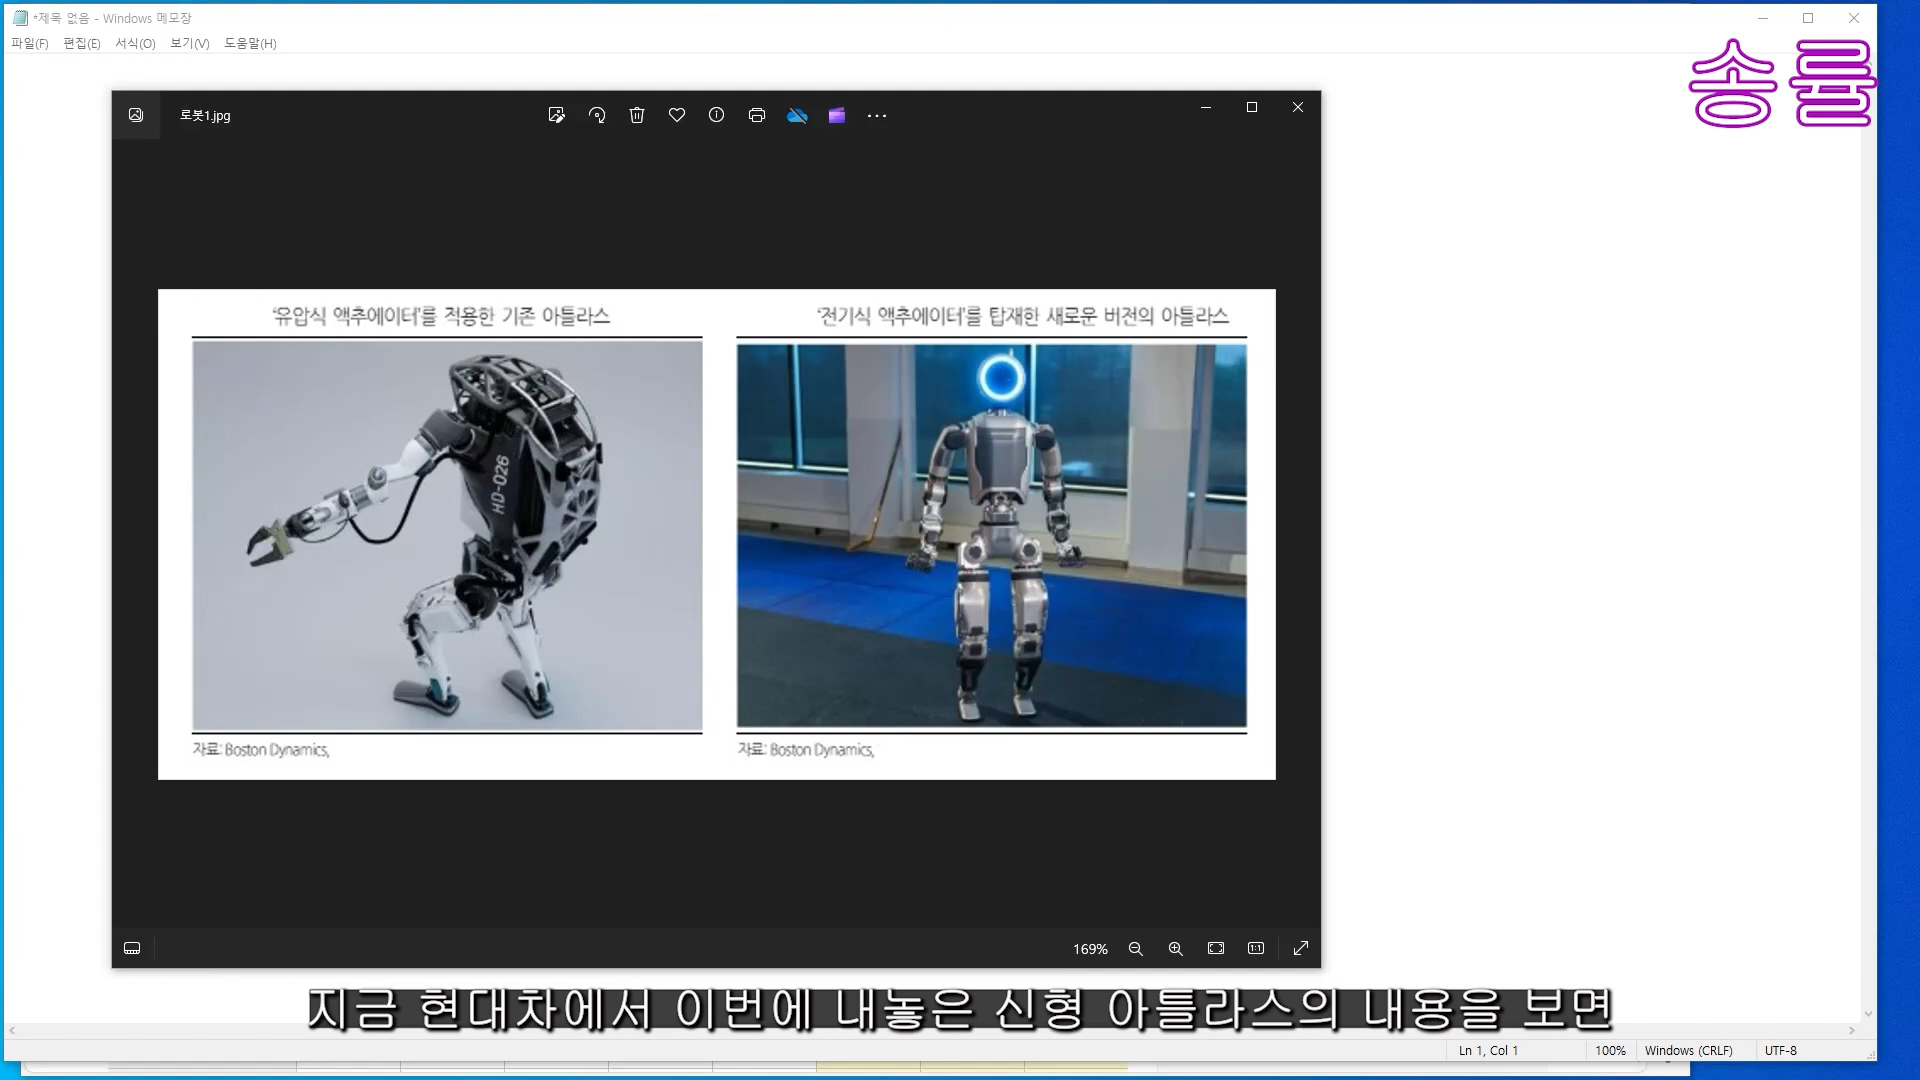 *제목 없음 - Windows 메모장
파일(F) 편집(E) 서식(O) 보기(V) 도움말(H)
송률
로봇1.jpg
'유압식 액추에이터'를 적용한 기존 아틀라스
'전기식 액추에이터'를 탑재한 새로운 버전의 아틀라스
HD-026
자료: Boston Dynamics,
자료: Boston Dynamics,
169%
1:1
지금 현대차에서 이번에 내놓은 신형 아틀라스의 내용을 보면
Ln 1, Col 1 100% Windows (CRLF) UTF-8